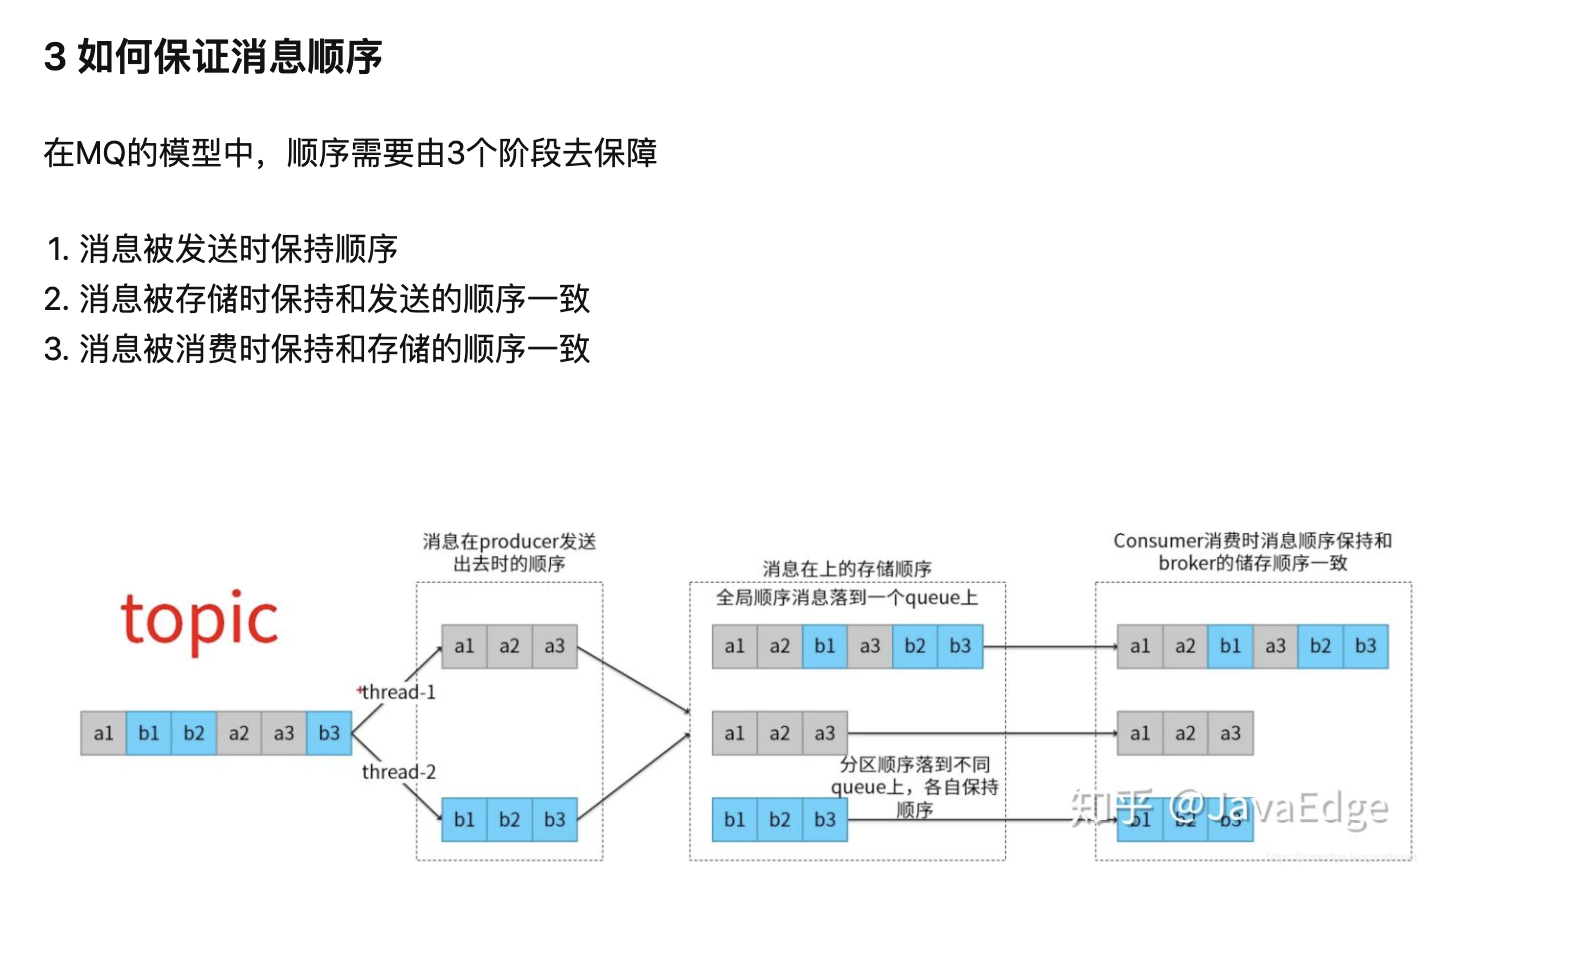 3 如何保证消息顺序
在MQ的模型中，顺序需要由3个阶段去保障
1. 消息被发送时保持顺序
2. 消息被存储时保持和发送的顺序一致
3. 消息被消费时保持和存储的顺序一致
topic
a1 b1 b2 a2 a3 b3
thread-1
thread-2
消息在producer发送
出去时的顺序
a1 a2 a3
b1 b2 b3
消息在上的存储顺序
全局顺序消息落到一个queue上
a1 a2 b1 a3 b2 b3
a1 a2 a3
分区顺序落到不同
queue上，各自保持
顺序
b1 b2 b3
Consumer消费时消息顺序保持和
broker的储存顺序一致
a1 a2 b1 a3 b2 b3
a1 a2 a3
b1 b2 b3
知乎 @JavaEdge